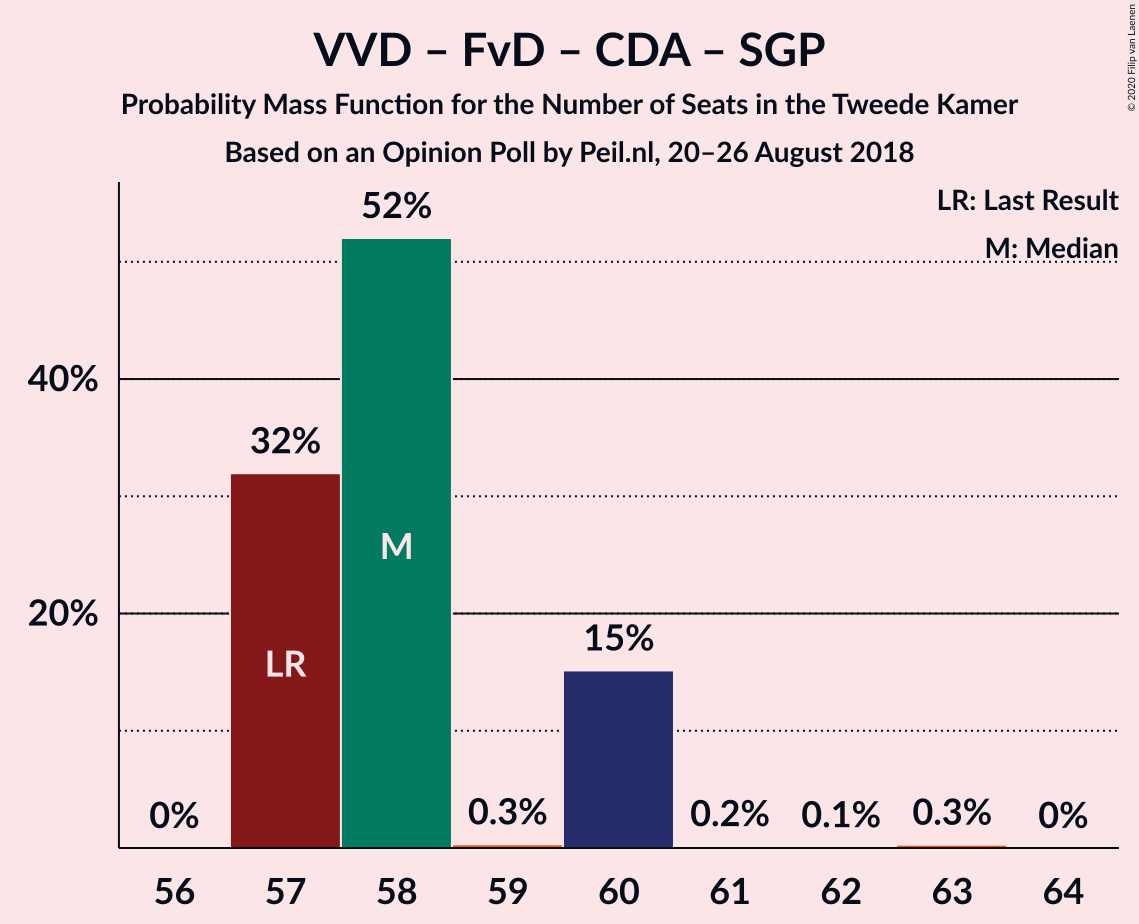 VVD – FvD – CDA – SGP
Probability Mass Function for the Number of Seats in the Tweede Kamer
Based on an Opinion Poll by Peil.nl, 20–26 August 2018
© 2020 Filip van Laenen
LR: Last Result
M: Median
52%
40%
32%
M
20%
15%
LR
0%
0.3%
0.2%
0.1%
0.3%
0%
56 57 58 59 60 61 62 63 64